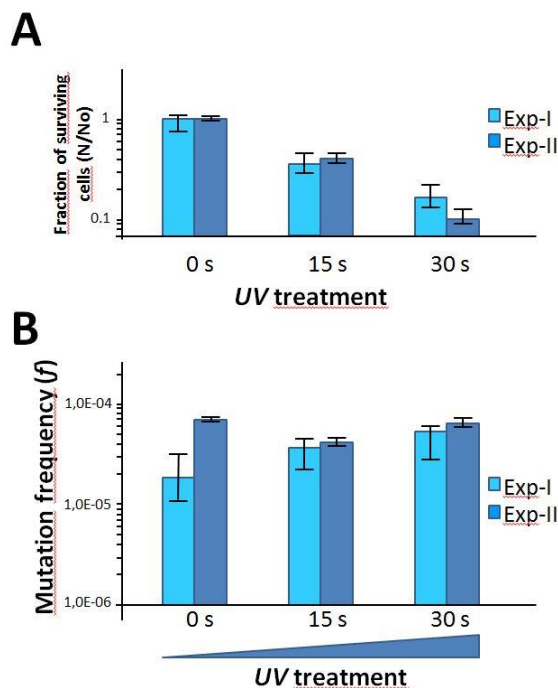 A
Fraction of surviving
cells (N/No)
1
0.1
Exp-I
Exp-II
0 s 15 s 30 s
UV treatment
B
Mutation frequency (f)
1,0E-04
1,0E-05
1,0E-06
Exp-I
Exp-II
0 s 15 s 30 s
UV treatment